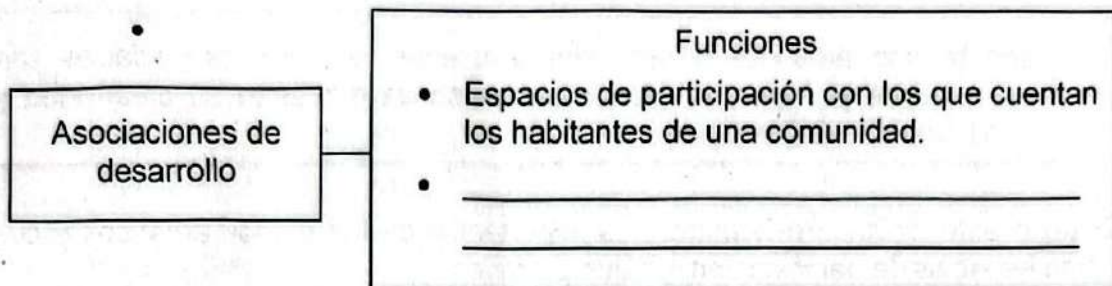 Asociaciones de
desarrollo
Funciones
• Espacios de participación con los que cuentan
los habitantes de una comunidad.
•